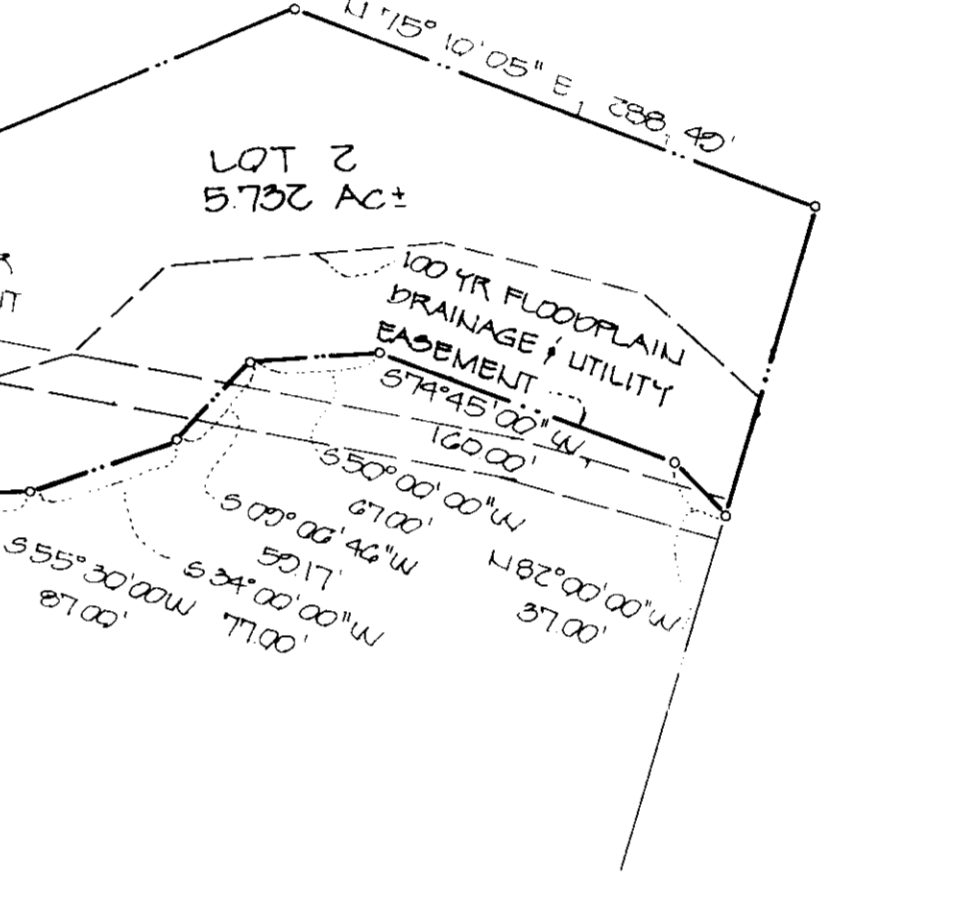 N 75° 10'05" E, 288.49'
LOT 2
5.732 AC±
100 YR FLOODPLAIN
DRAINAGE & UTILITY
EASEMENT
S74°45'00"W,
160.00'
S50°00'00"W
67.00'
S09°06'46"W
59.17'
N82°00'00"W
37.00'
S34°00'00"W
77.00'
S55°30'00W
87.00'